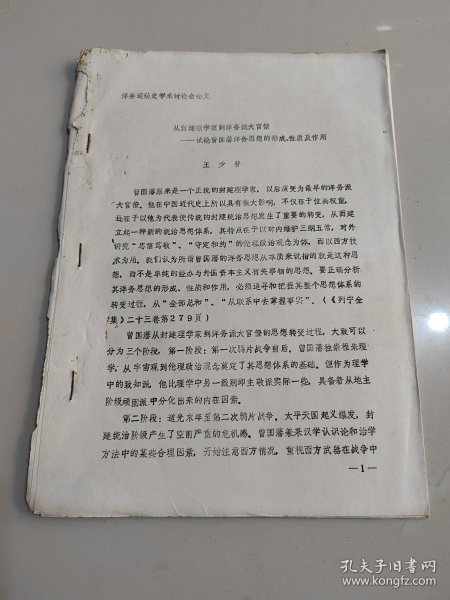 洋务运动史学术讨论会论文
从封建理学家到洋务派大官僚
——试论曾国藩洋务思想的形成、性质及作用
王少普
曾国藩原来是一个正统的封建理学家，以后演变为最早的洋务派
大官僚。他在中国近代史上所以具有极大影响，不仅在于位高权重，
还在于以他为代表使传统的封建统治思想发生了重要的转变，从而建
立起一种新的统治思想体系，其特点在于以对内维护三纲五常，对外
讲究“忠信笃敬”、“守定和约”的伦理政治观念为体，而以西方技
术为用。我们认为所谓曾国藩的洋务思想从本质来说指的就是这种思
想，而不是单纯的经办与外国资本主义有关事物的思想。要正确分析
其洋务思想的形成、性质和作用，必须追寻和把握其整个思想体系的
转变过程，从“全部总和”、“从联系中去掌握事实”。（《列宁全
集》二十三卷第279页）
曾国藩从封建理学家到洋务派大官僚的思想转变过程，大致可以
分为三个阶段。第一阶段：第一次鸦片战争前后。曾国藩独崇程朱理
学，从宇宙观到伦理政治观念奠定了其思想体系的基础。但作为理学
中的致知派，他比理学中另一派别即主敬派实际一些，具备着从地主
阶级顽固派中分化出来的内在因素。
第二阶段：道光末年至第二次鸦片战争。太平天国起义爆发，封
建统治阶级产生了空前严重的危机感。曾国藩兼采汉学认识论和治学
方法中的某些合理因素，开始注意西方情况，重视西方武器在战争中
—1—
孔夫子旧书网
www.kongfz.com